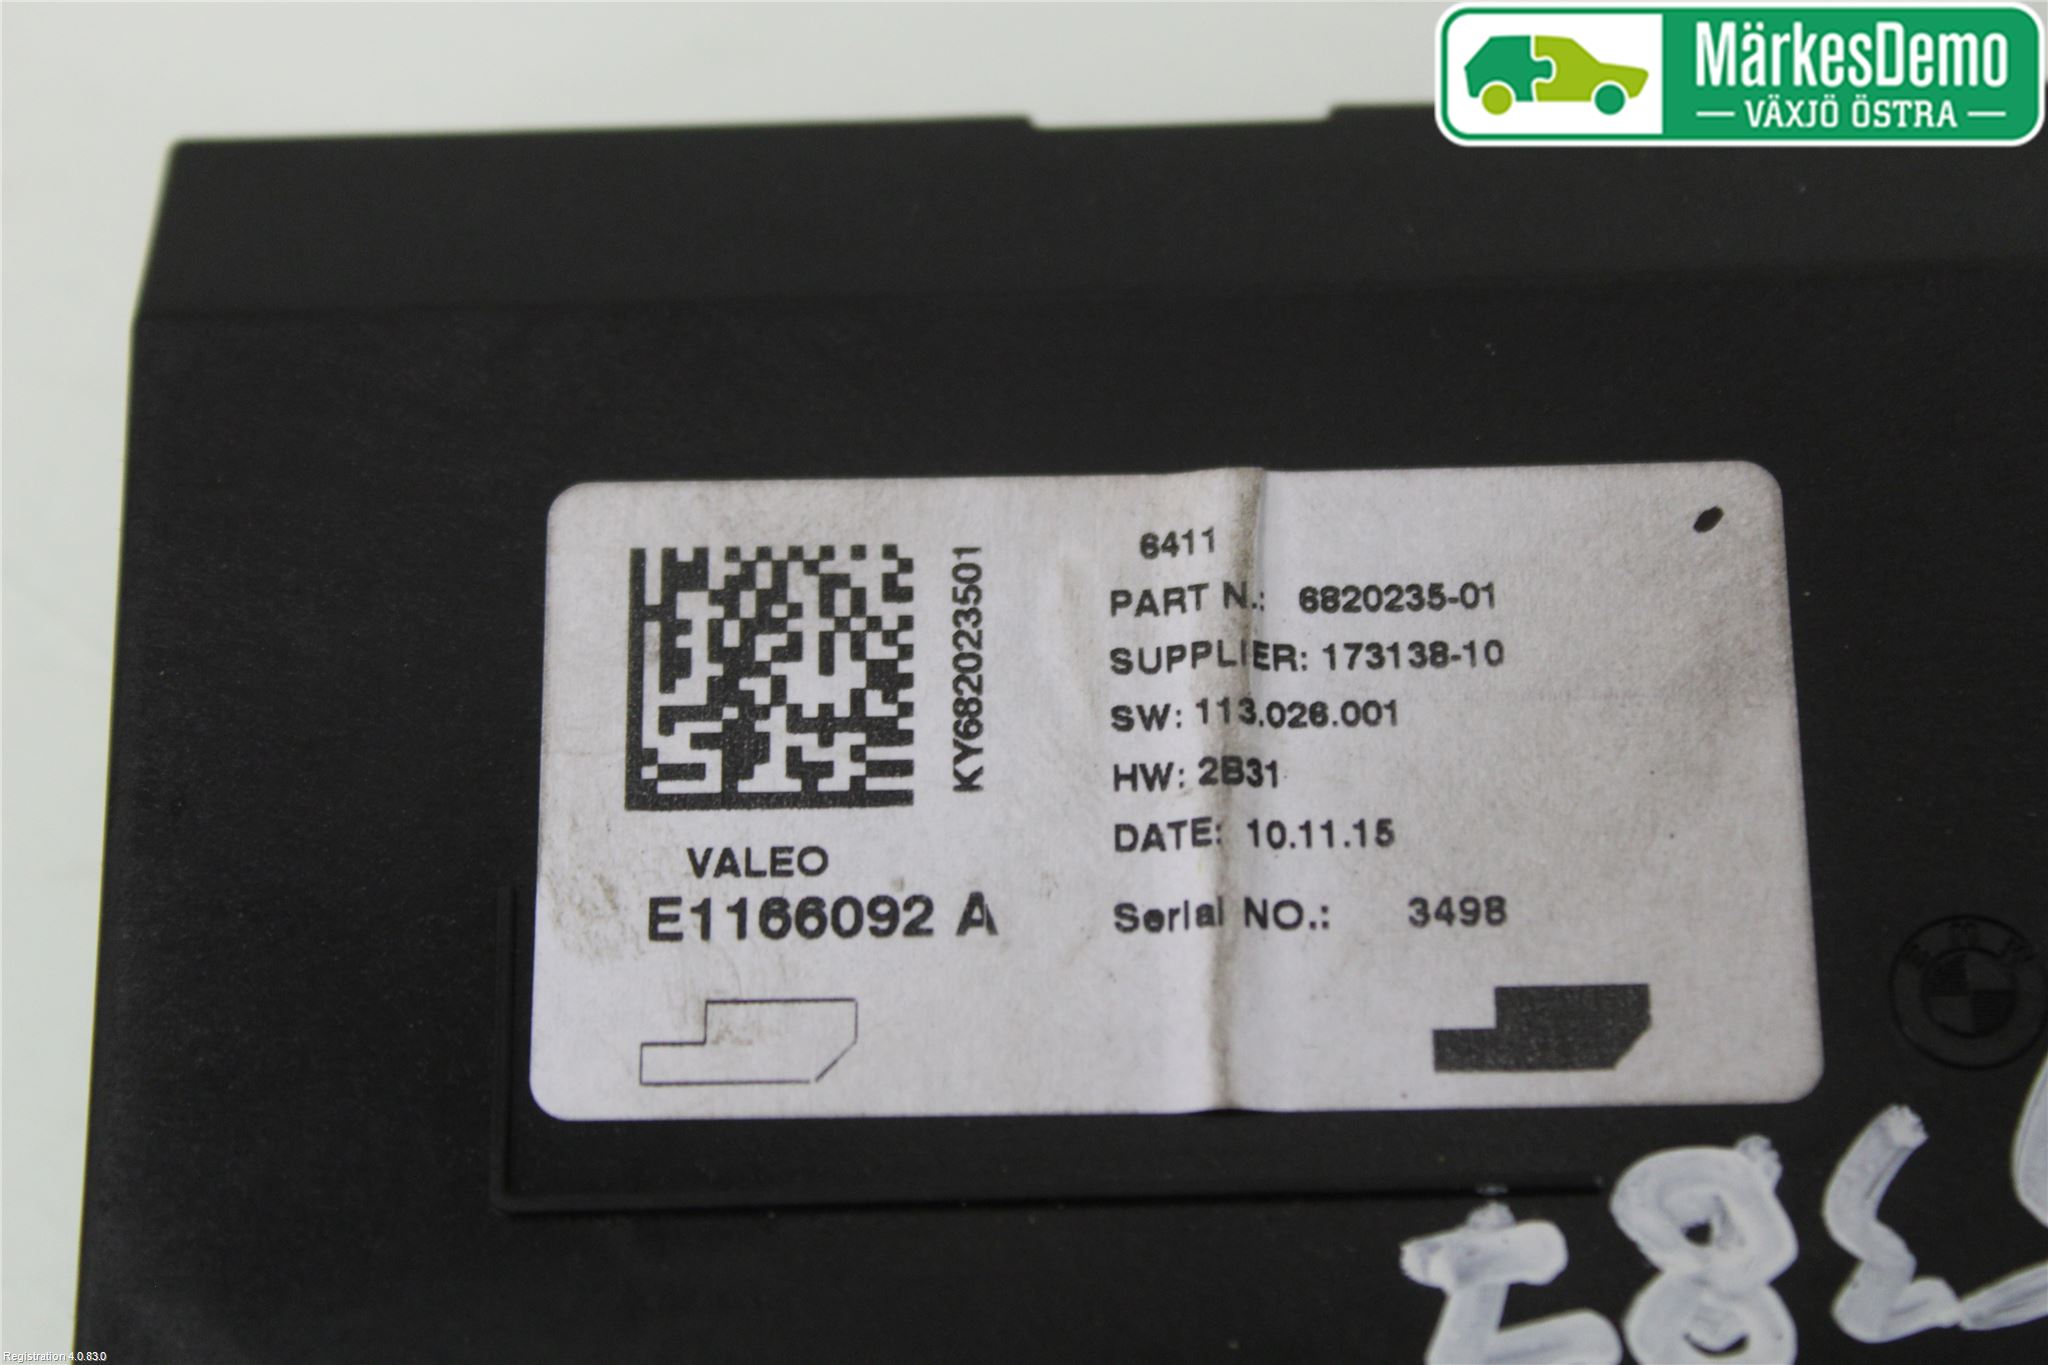 MärkesDemo
VÄXJÖ ÖSTRA
6411
PART N.: 6820235-01
SUPPLIER: 173138-10
SW: 113.026.001
HW: 2B31
DATE: 10.11.15
Serial NO.: 3498
KY682023501
VALEO
E1166092 A
BMW
Registration 4.0.83.0